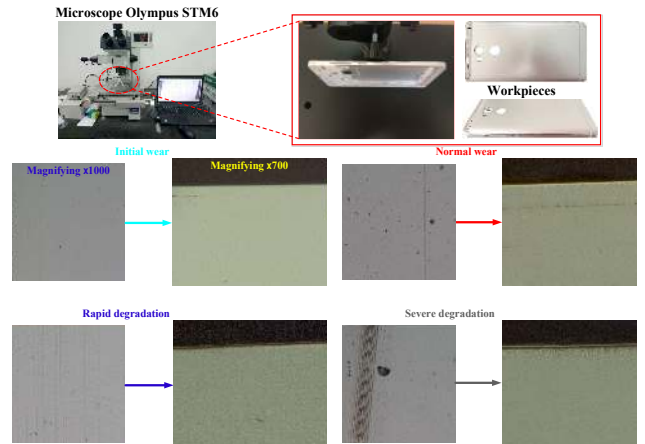 Microscope Olympus STM6
Workpieces
Initial wear
Normal wear
Magnifying x1000
Magnifying x700
Rapid degradation
Severe degradation